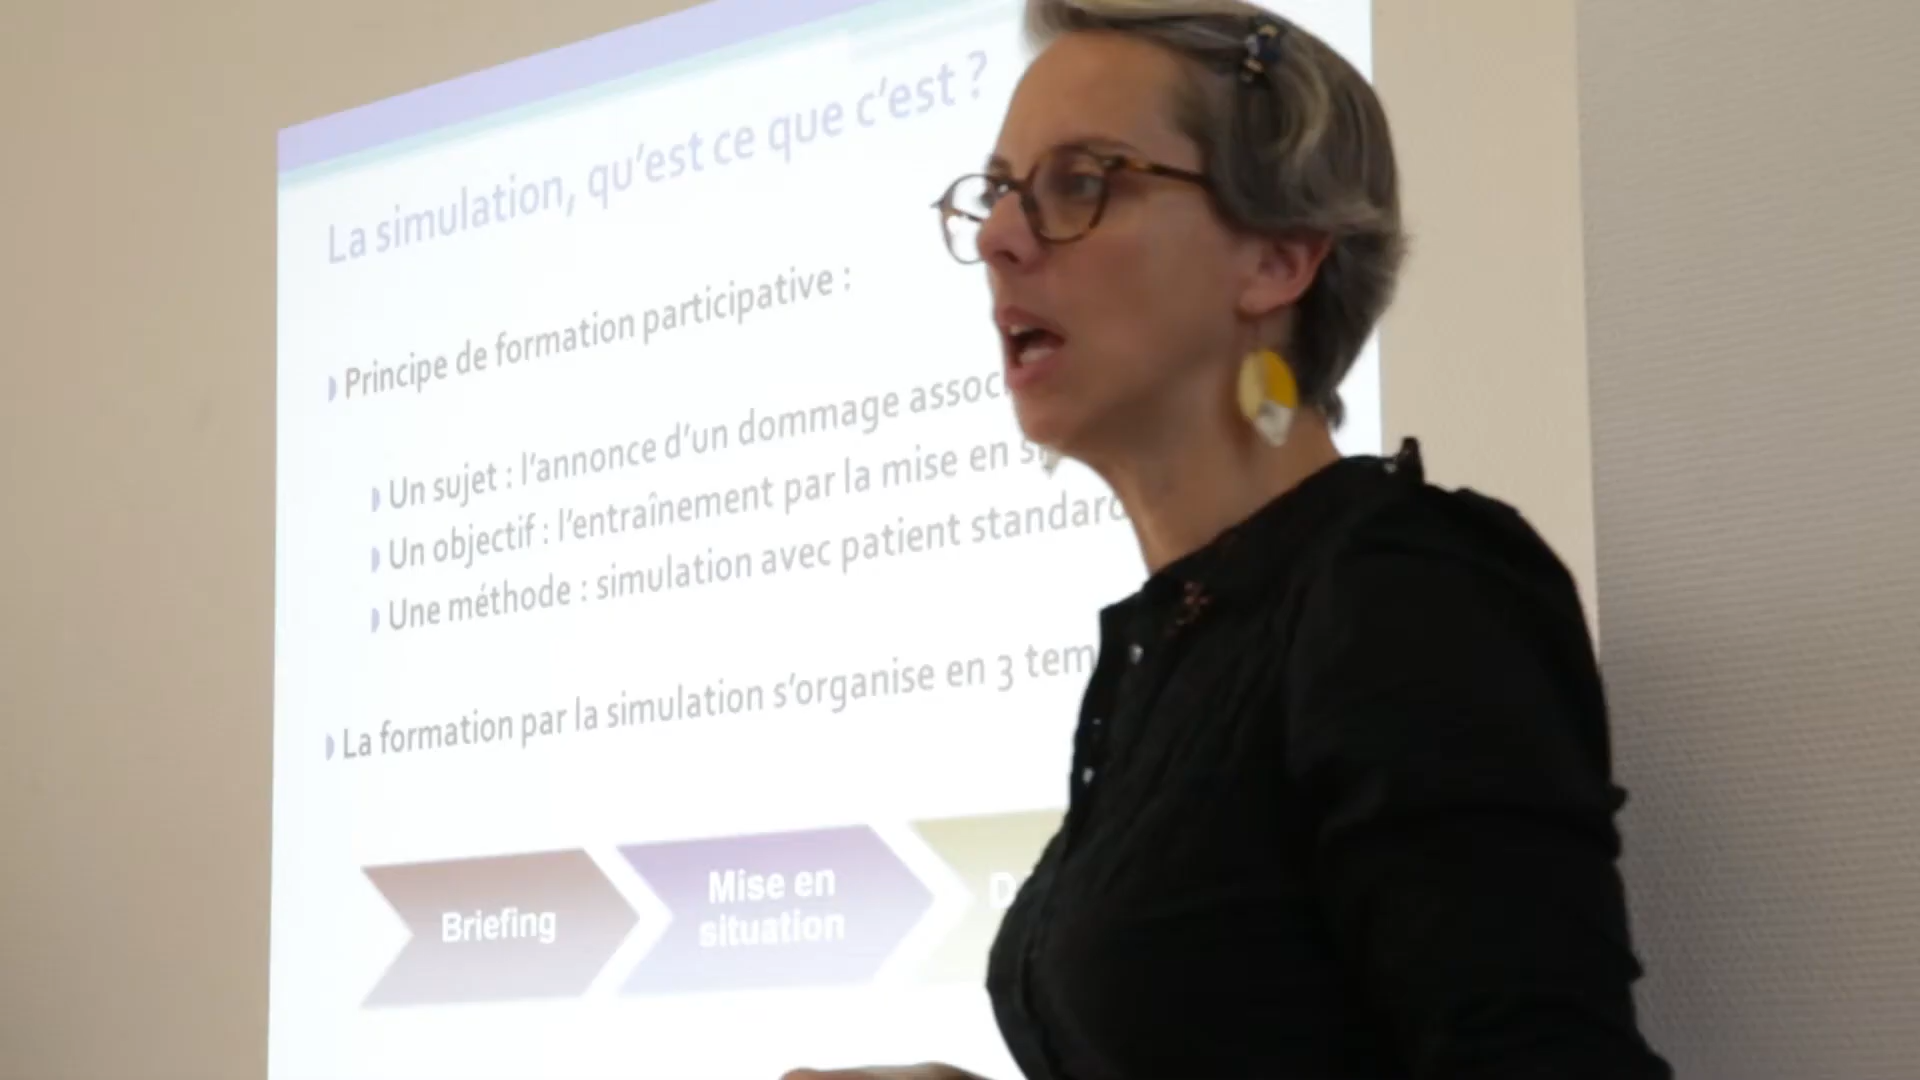 La simulation, qu'est ce que c'est ?
Principe de formation participative :
Un sujet : l'annonce d'un dommage
Un objectif : l'entraînement par la mise en
Une méthode : simulation avec patient
La formation par la simulation s'organise en 3
Briefing
Mise en
situation